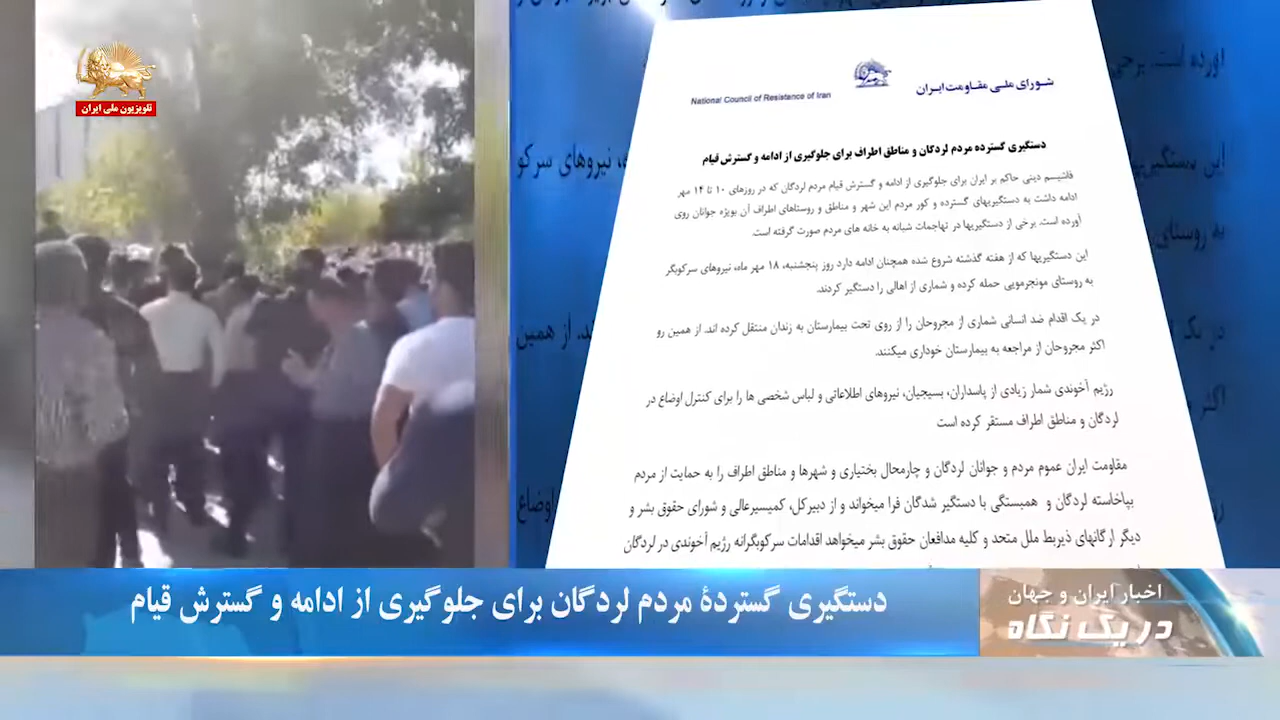 تلویزیون ملی ایران
شورای ملی مقاومت ایران
National Council of Resistance of Iran
دستگیری گسترده مردم لردگان و مناطق اطراف برای جلوگیری از ادامه و گسترش قیام
فاشیسم دینی حاکم بر ایران برای جلوگیری از ادامه و گسترش قیام مردم لردگان که در روزهای ۱۰ تا ۱۴ مهر
ادامه داشت به دستگیریهای گسترده و کور مردم این شهر و مناطق و روستاهای اطراف آن بویژه جوانان روی
آورده است. برخی از دستگیریها در تهاجمات شبانه به خانه های مردم صورت گرفته است.
این دستگیریها که از هفته گذشته شروع شده همچنان ادامه دارد روز پنجشنبه، ۱۸ مهر ماه، نیروهای سرکوبگر
به روستای مونجرمویی حمله کرده و شماری از اهالی را دستگیر کردند.
در یک اقدام ضد انسانی شماری از مجروحان را از روی تحت بیمارستان به زندان منتقل کرده اند. از همین رو
اکثر مجروحان از مراجعه به بیمارستان خوداری میکنند.
رژیم آخوندی شمار زیادی از پاسداران، بسیجیان، نیروهای اطلاعاتی و لباس شخصی ها را برای کنترل اوضاع در
لردگان و مناطق اطراف مستقر کرده است
مقاومت ایران عموم مردم و جوانان لردگان و چارمحال بختیاری و شهرها و مناطق اطراف را به حمایت از مردم
بپاخاسته لردگان و همبستگی با دستگیر شدگان فرا میخواند و از دبیرکل، کمیسیرعالی و شورای حقوق بشر و
دیگر ارگانهای ذیربط ملل متحد و کلیه مدافعان حقوق بشر میخواهد اقدامات سرکوبگرانه رژیم آخوندی در لردگان
دستگیری گستردهٔ مردم لردگان برای جلوگیری از ادامه و گسترش قیام
اخبار ایران و جهان
در یک نگاه